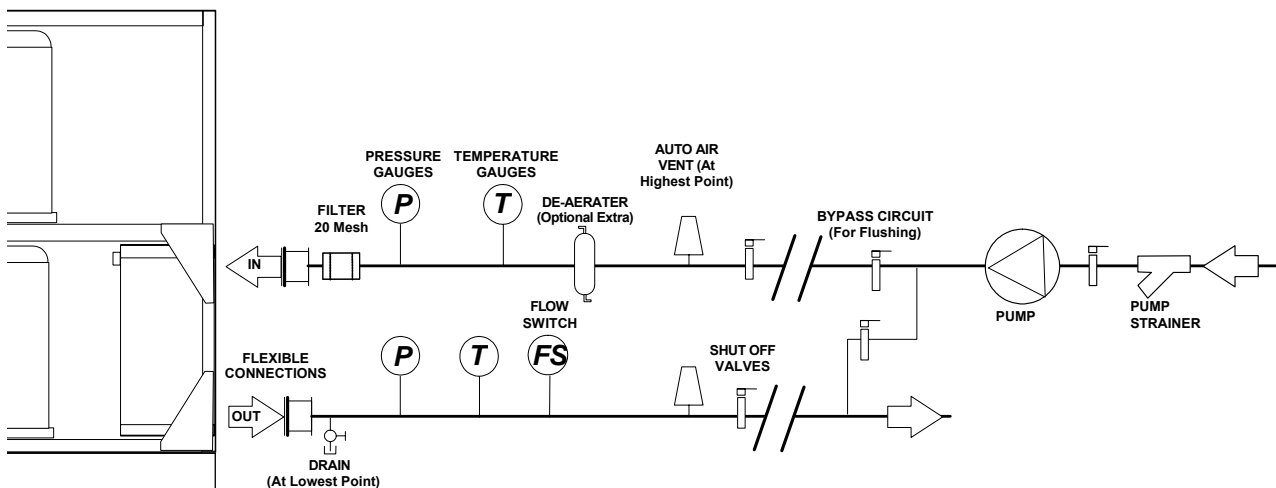 AUTO AIR
VENT (At
Highest Point)
PRESSURE
GAUGES
TEMPERATURE
GAUGES
P
T
DE-AERATER
(Optional Extra)
FILTER
20 Mesh
BYPASS CIRCUIT
(For Flushing)
IN
FLOW
SWITCH
PUMP
PUMP
STRAINER
FLEXIBLE
CONNECTIONS
P
T
FS
SHUT OFF
VALVES
OUT
DRAIN
(At Lowest Point)